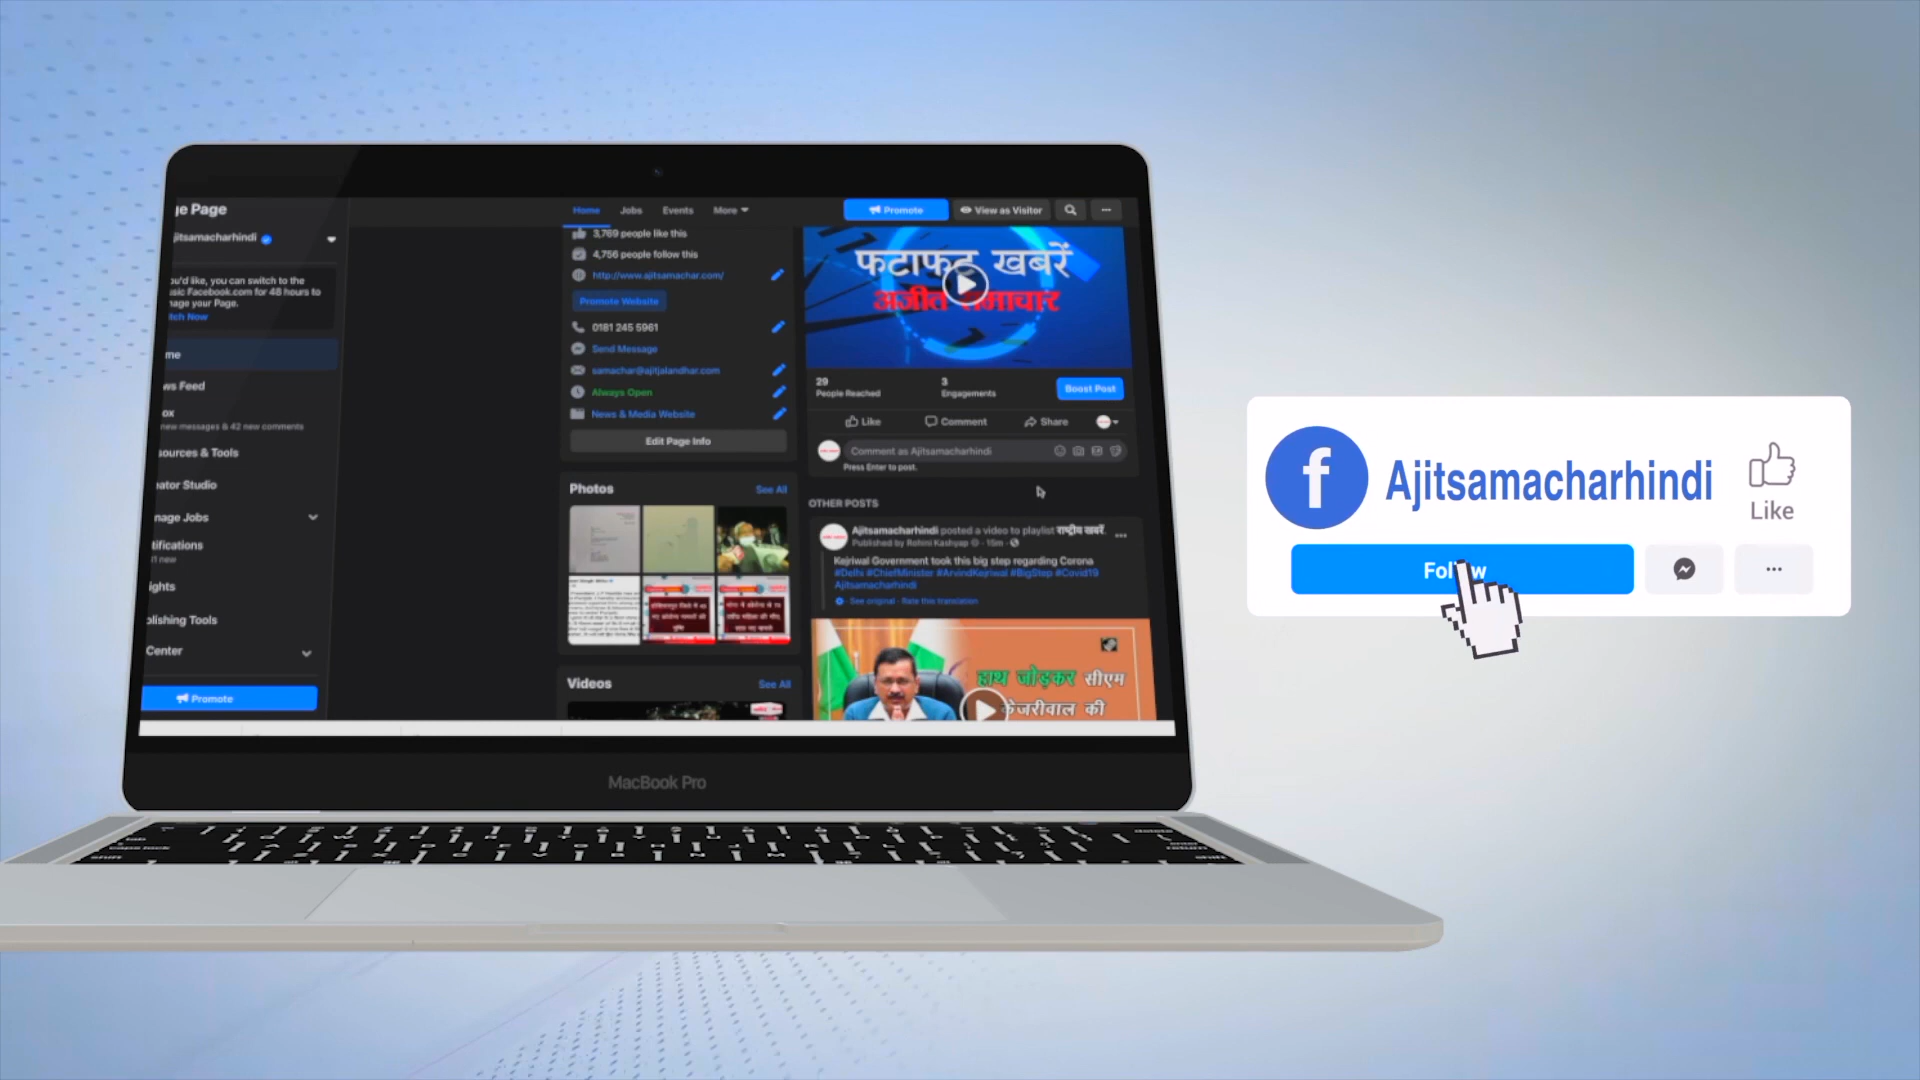 ge Page
jitsamacharhindi
ou'd like, you can switch to the
sic Facebook.com for 48 hours to
nage your Page.
itch Now
me
ws Feed
ox
new messages & 42 new comments
sources & Tools
ator Studio
nage Jobs
tifications
1 new
ights
olishing Tools
Center
Promote
Home Jobs Events More
Promote View as Visitor
3,769 people like this
4,756 people follow this
http://www.ajitsamachar.com/
Promote Website
0181 245 5961
Send Message
samachar@ajitjalandhar.com
Always Open
News & Media Website
Edit Page Info
Photos See All
Videos See All
फटाफट खबरें
अजीत समाचार
29 3
People Reached Engagements
Boost Post
Like Comment Share
Comment as Ajitsamacharhindi
Press Enter to post.
OTHER POSTS
Ajitsamacharhindi posted a video to playlist राष्ट्रीय खबरें.
Published by Rohini Kashyap · 15m ·
Kejriwal Government took this big step regarding Corona
#Delhi #ChiefMinister #ArvindKejriwal #BigStep #Covid19
Ajitsamacharhindi
See original · Rate this translation
हाथ जोड़कर सीएम
केजरीवाल की
MacBook Pro
f
Ajitsamacharhindi
Like
Follow